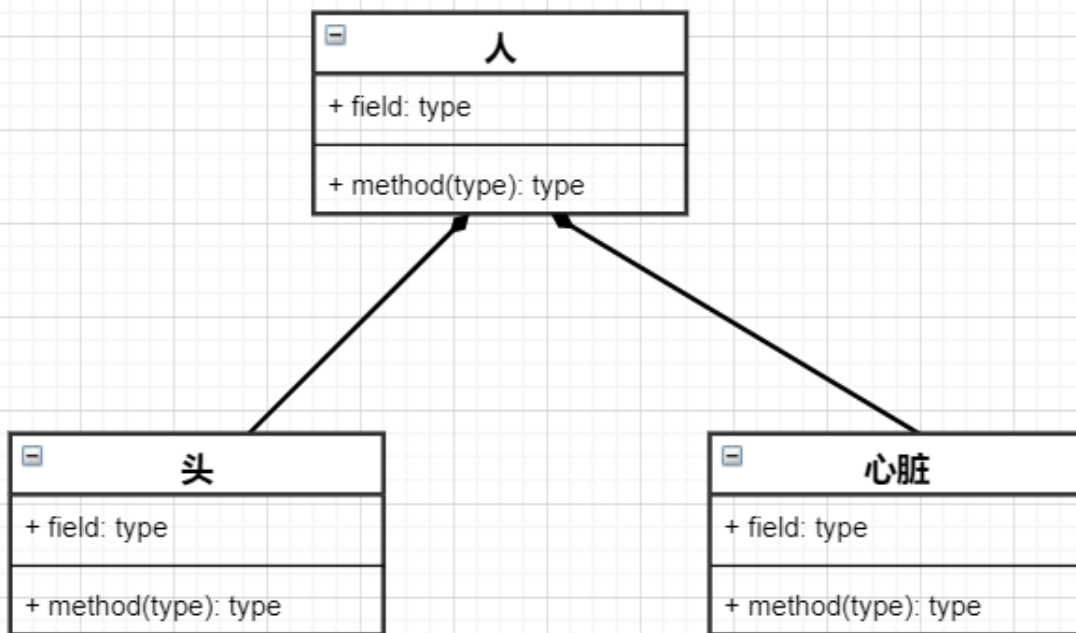 人
+ field: type
+ method(type): type
头
+ field: type
+ method(type): type
心脏
+ field: type
+ method(type): type